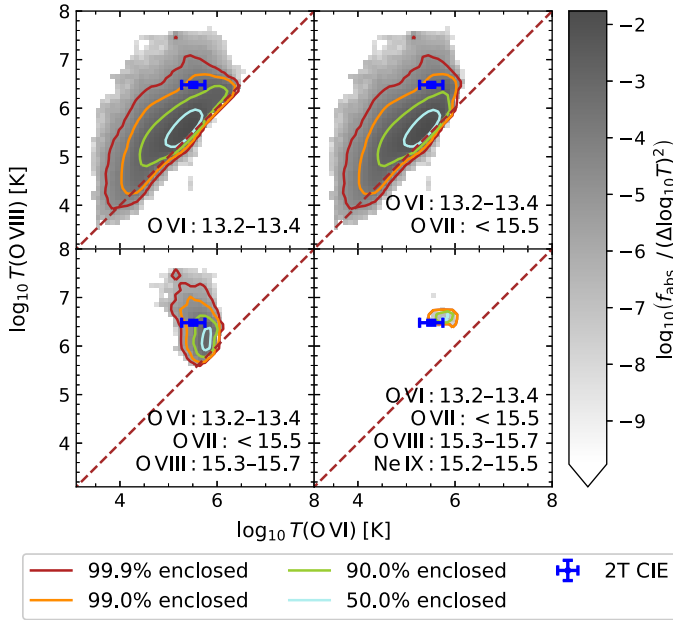 8
7
6
5
4
O VI : 13.2–13.4
O VI : 13.2–13.4
O VII : < 15.5
8
7
6
5
4
O VI : 13.2–13.4
O VII : < 15.5
O VIII : 15.3–15.7
O VI : 13.2–13.4
O VII : < 15.5
O VIII : 15.3–15.7
Ne IX : 15.2–15.5
4 6 8 4 6 8
log₁₀ T(O VIII) [K]
log₁₀ T(O VI) [K]
−2
−3
−4
−5
−6
−7
−8
−9
log₁₀(f_abs / (Δlog₁₀T)²)
99.9% enclosed 90.0% enclosed 2T CIE
99.0% enclosed 50.0% enclosed